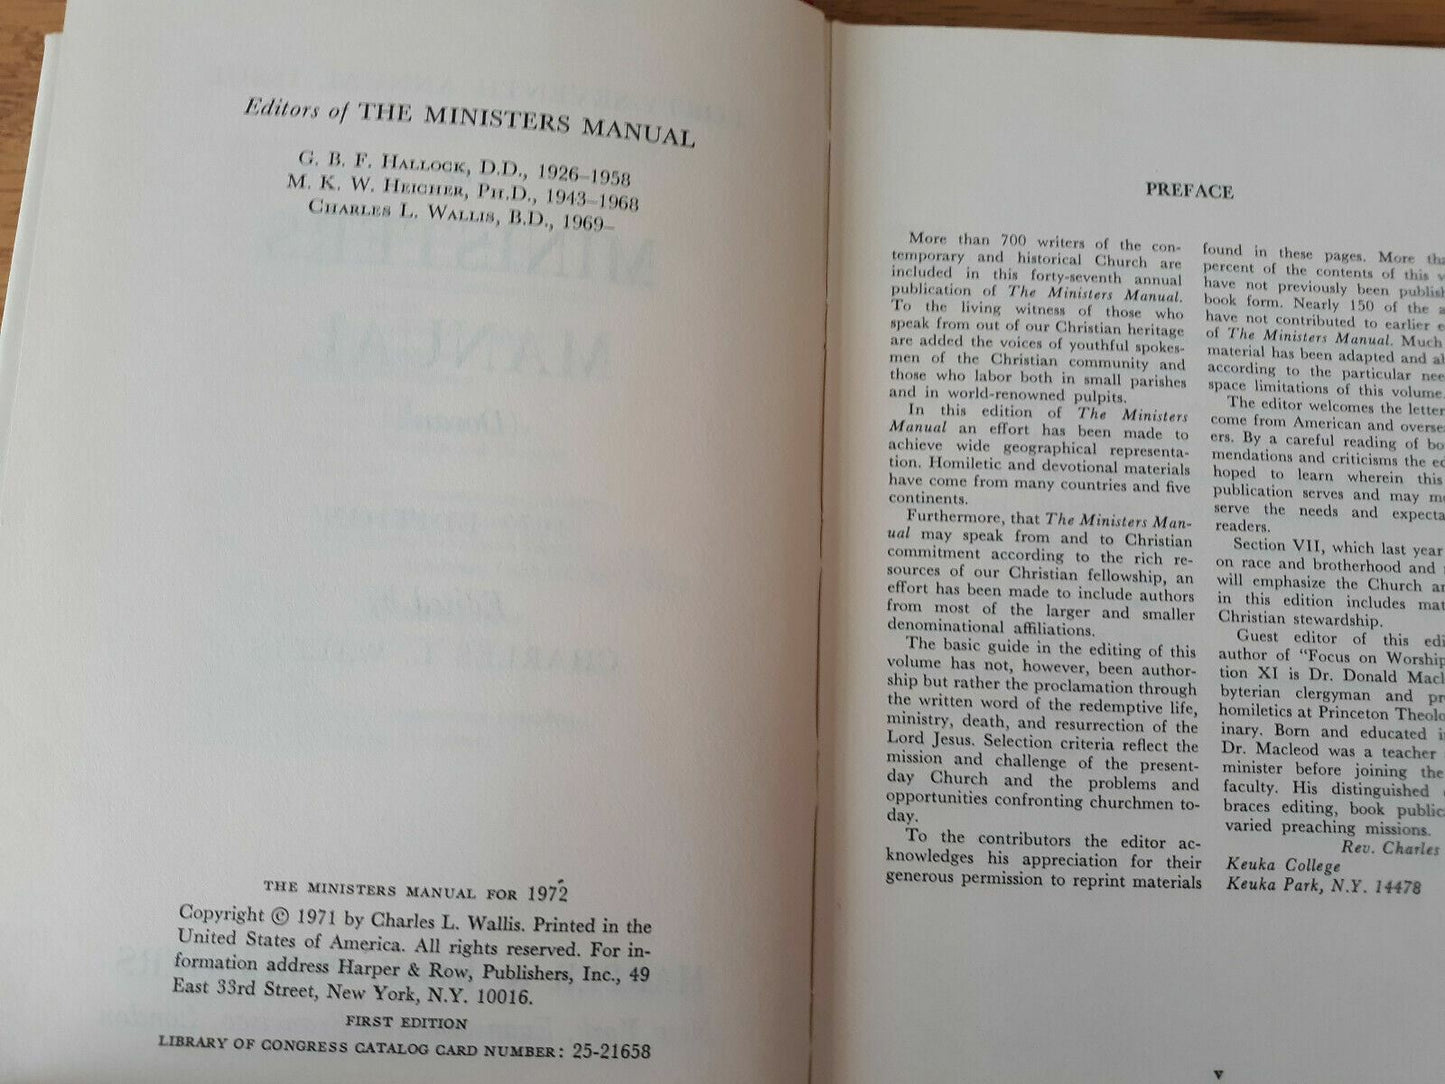 Editors of THE MINISTERS MANUAL
G. B. F. HALLOCK, D.D., 1926–1958
M. K. W. HEICHER, PH.D., 1943–1968
CHARLES L. WALLIS, B.D., 1969–
THE MINISTERS MANUAL FOR 1972
Copyright © 1971 by Charles L. Wallis. Printed in the
United States of America. All rights reserved. For in-
formation address Harper & Row, Publishers, Inc., 49
East 33rd Street, New York, N.Y. 10016.
FIRST EDITION
LIBRARY OF CONGRESS CATALOG CARD NUMBER: 25-21658
PREFACE
More than 700 writers of the con-
temporary and historical Church are
included in this forty-seventh annual
publication of The Ministers Manual.
To the living witness of those who
speak from out of our Christian heritage
are added the voices of youthful spokes-
men of the Christian community and
those who labor both in small parishes
and in world-renowned pulpits.
In this edition of The Ministers
Manual an effort has been made to
achieve wide geographical representa-
tion. Homiletic and devotional materials
have come from many countries and five
continents.
Furthermore, that The Ministers Man-
ual may speak from and to Christian
commitment according to the rich re-
sources of our Christian fellowship, an
effort has been made to include authors
from most of the larger and smaller
denominational affiliations.
The basic guide in the editing of this
volume has not, however, been author-
ship but rather the proclamation through
the written word of the redemptive life,
ministry, death, and resurrection of the
Lord Jesus. Selection criteria reflect the
mission and challenge of the present-
day Church and the problems and
opportunities confronting churchmen to-
day.
To the contributors the editor ac-
knowledges his appreciation for their
generous permission to reprint materials
found in these pages. More
percent of the contents of this
have not previously been
book form. Nearly 150 of the
have not contributed to earlier
of The Ministers Manual. Much
material has been adapted and
according to the particular
space limitations of this volume.
The editor welcomes the
come from American and
ers. By a careful reading of
mendations and criticisms the
hoped to learn wherein this
publication serves and may
serve the needs and
readers.
Section VII, which last year
on race and brotherhood and
will emphasize the Church
in this edition includes
Christian stewardship.
Guest editor of this
author of "Focus on Worship
tion XI is Dr. Donald
byterian clergyman and
homiletics at Princeton
inary. Born and educated
Dr. Macleod was a teacher
minister before joining the
faculty. His distinguished
braces editing, book
varied preaching missions.
Rev. Charles
Keuka College
Keuka Park, N.Y. 14478
v